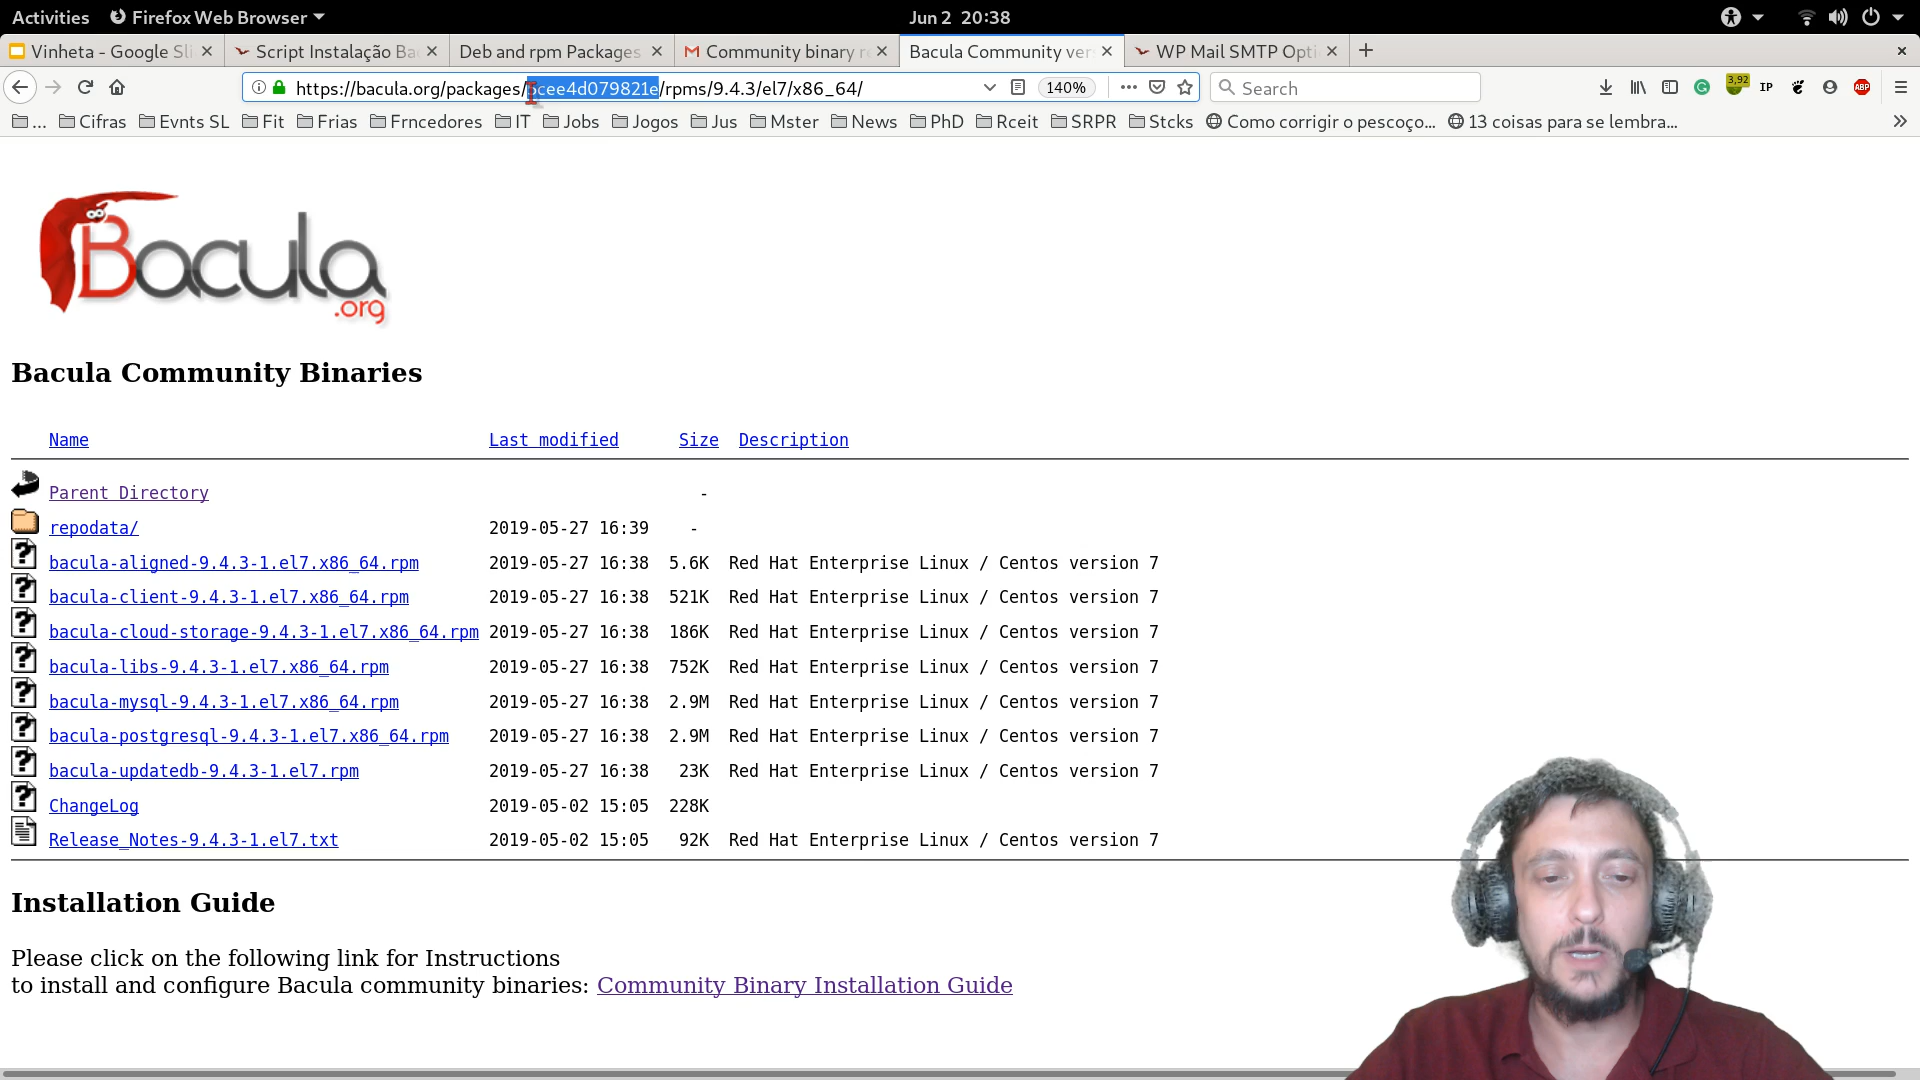 Activities Firefox Web Browser Jun 2 20:38
Vinheta - Google Sli Script Instalação Ba Deb and rpm Packages Community binary r Bacula Community ver WP Mail SMTP Opti
https://bacula.org/packages/5cee4d079821e/rpms/9.4.3/el7/x86_64/ 140% Search 3,92 IP ABP
... Cifras Evnts SL Fit Frias Frncedores IT Jobs Jogos Jus Mster News PhD Rceit SRPR Stcks Como corrigir o pescoço... 13 coisas para se lembra...
Bacula
.org
Bacula Community Binaries
Name Last modified Size Description
Parent Directory -
repodata/ 2019-05-27 16:39 -
bacula-aligned-9.4.3-1.el7.x86_64.rpm 2019-05-27 16:38 5.6K Red Hat Enterprise Linux / Centos version 7
bacula-client-9.4.3-1.el7.x86_64.rpm 2019-05-27 16:38 521K Red Hat Enterprise Linux / Centos version 7
bacula-cloud-storage-9.4.3-1.el7.x86_64.rpm 2019-05-27 16:38 186K Red Hat Enterprise Linux / Centos version 7
bacula-libs-9.4.3-1.el7.x86_64.rpm 2019-05-27 16:38 752K Red Hat Enterprise Linux / Centos version 7
bacula-mysql-9.4.3-1.el7.x86_64.rpm 2019-05-27 16:38 2.9M Red Hat Enterprise Linux / Centos version 7
bacula-postgresql-9.4.3-1.el7.x86_64.rpm 2019-05-27 16:38 2.9M Red Hat Enterprise Linux / Centos version 7
bacula-updatedb-9.4.3-1.el7.rpm 2019-05-27 16:38 23K Red Hat Enterprise Linux / Centos version 7
ChangeLog 2019-05-02 15:05 228K
Release_Notes-9.4.3-1.el7.txt 2019-05-02 15:05 92K Red Hat Enterprise Linux / Centos version 7
Installation Guide
Please click on the following link for Instructions
to install and configure Bacula community binaries: Community Binary Installation Guide